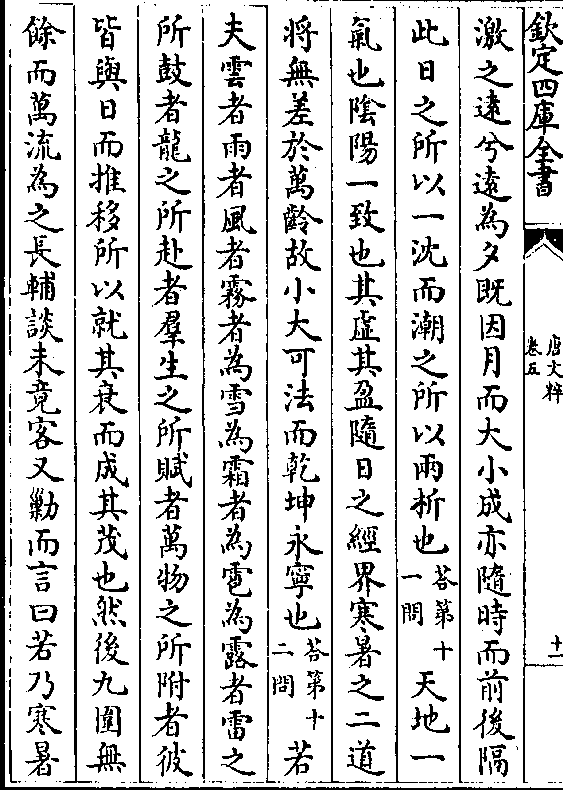 欽定四庫全書
唐文粹
卷五
十一
激之遠兮遠為夕既因月而大小成亦隨時而前後隔
此日之所以一沈而潮之所以兩析也答第十一問天地一
氣也陰陽一致也其虛其盈隨日之經界寒暑之二道
將無差於萬齡故小大可法而乾坤永寧也答第十二問若
夫雲者雨者風者霧者為雪為霜者為雹為露者雷之
所鼓者龍之所赴者羣生之所賦者萬物之所附者彼
皆與日而推移所以就其衰而成其茂也然後九圍無
餘而萬流為之長輔談未竟客又勦而言曰若乃寒暑